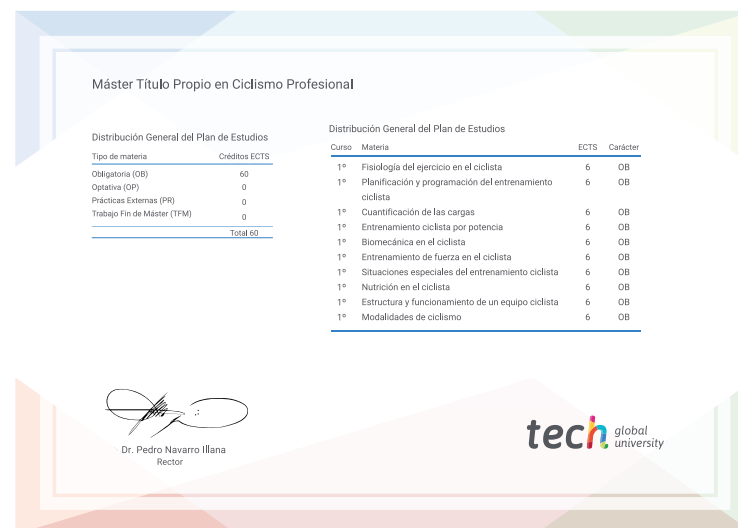 Máster Título Propio en Ciclismo Profesional
Distribución General del Plan de Estudios
Tipo de materia Créditos ECTS
Obligatoria (OB) 60
Optativa (OP) 0
Prácticas Externas (PR) 0
Trabajo Fin de Máster (TFM) 0
Total 60
Distribución General del Plan de Estudios
Curso Materia ECTS Carácter
1º Fisiología del ejercicio en el ciclista 6 OB
1º Planificación y programación del entrenamiento 6 OB
ciclista
1º Cuantificación de las cargas 6 OB
1º Entrenamiento ciclista por potencia 6 OB
1º Biomecánica en el ciclista 6 OB
1º Entrenamiento de fuerza en el ciclista 6 OB
1º Situaciones especiales del entrenamiento ciclista 6 OB
1º Nutrición en el ciclista 6 OB
1º Estructura y funcionamiento de un equipo ciclista 6 OB
1º Modalidades de ciclismo 6 OB
Dr. Pedro Navarro Illana
Rector
tech global
university